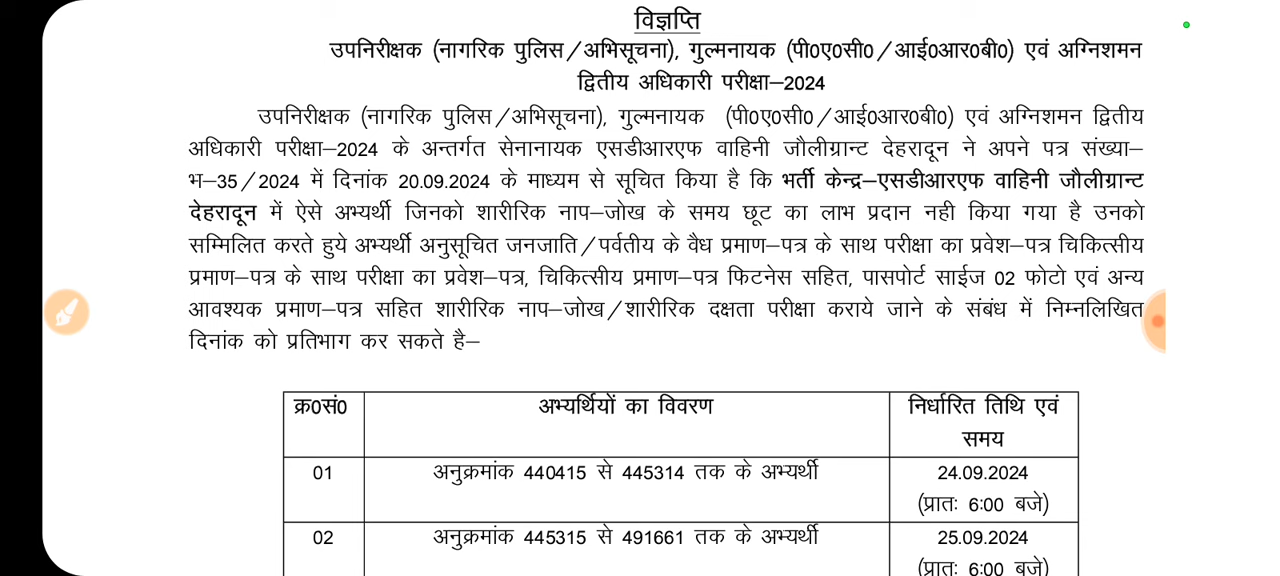 विज्ञप्ति
उपनिरीक्षक (नागरिक पुलिस/अभिसूचना), गुल्मनायक (पी0ए0सी0/आई0आर0बी0) एवं अग्निशमन
द्वितीय अधिकारी परीक्षा–2024
उपनिरीक्षक (नागरिक पुलिस/अभिसूचना), गुल्मनायक (पी0ए0सी0/आई0आर0बी0) एवं अग्निशमन द्वितीय
अधिकारी परीक्षा–2024 के अन्तर्गत सेनानायक एसडीआरएफ वाहिनी जौलीग्रान्ट देहरादून ने अपने पत्र संख्या–
भ–35/2024 में दिनांक 20.09.2024 के माध्यम से सूचित किया है कि भर्ती केन्द्र–एसडीआरएफ वाहिनी जौलीग्रान्ट
देहरादून में ऐसे अभ्यर्थी जिनको शारीरिक नाप–जोख के समय छूट का लाभ प्रदान नही किया गया है उनको
सम्मिलित करते हुये अभ्यर्थी अनुसूचित जनजाति/पर्वतीय के वैध प्रमाण–पत्र के साथ परीक्षा का प्रवेश–पत्र चिकित्सीय
प्रमाण–पत्र के साथ परीक्षा का प्रवेश–पत्र, चिकित्सीय प्रमाण–पत्र फिटनेस सहित, पासपोर्ट साईज 02 फोटो एवं अन्य
आवश्यक प्रमाण–पत्र सहित शारीरिक नाप–जोख/शारीरिक दक्षता परीक्षा कराये जाने के संबंध में निम्नलिखित
दिनांक को प्रतिभाग कर सकते है–
क्र0सं0 अभ्यर्थियों का विवरण निर्धारित तिथि एवं
समय
01 अनुक्रमांक 440415 से 445314 तक के अभ्यर्थी 24.09.2024
(प्रातः 6:00 बजे)
02 अनुक्रमांक 445315 से 491661 तक के अभ्यर्थी 25.09.2024
(प्रातः 6:00 बजे)